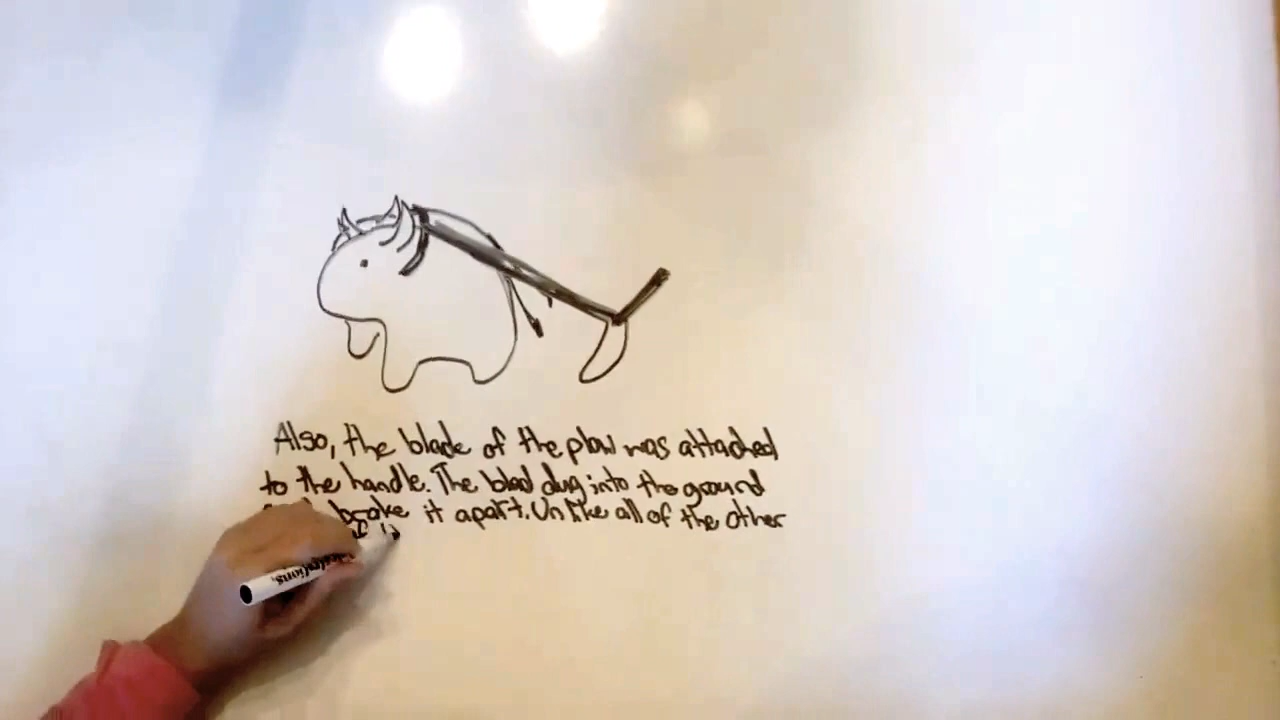 Also, the blade of the plow was attached
to the handle. The blad dug into the ground
broke it apart. Unlike all of the other